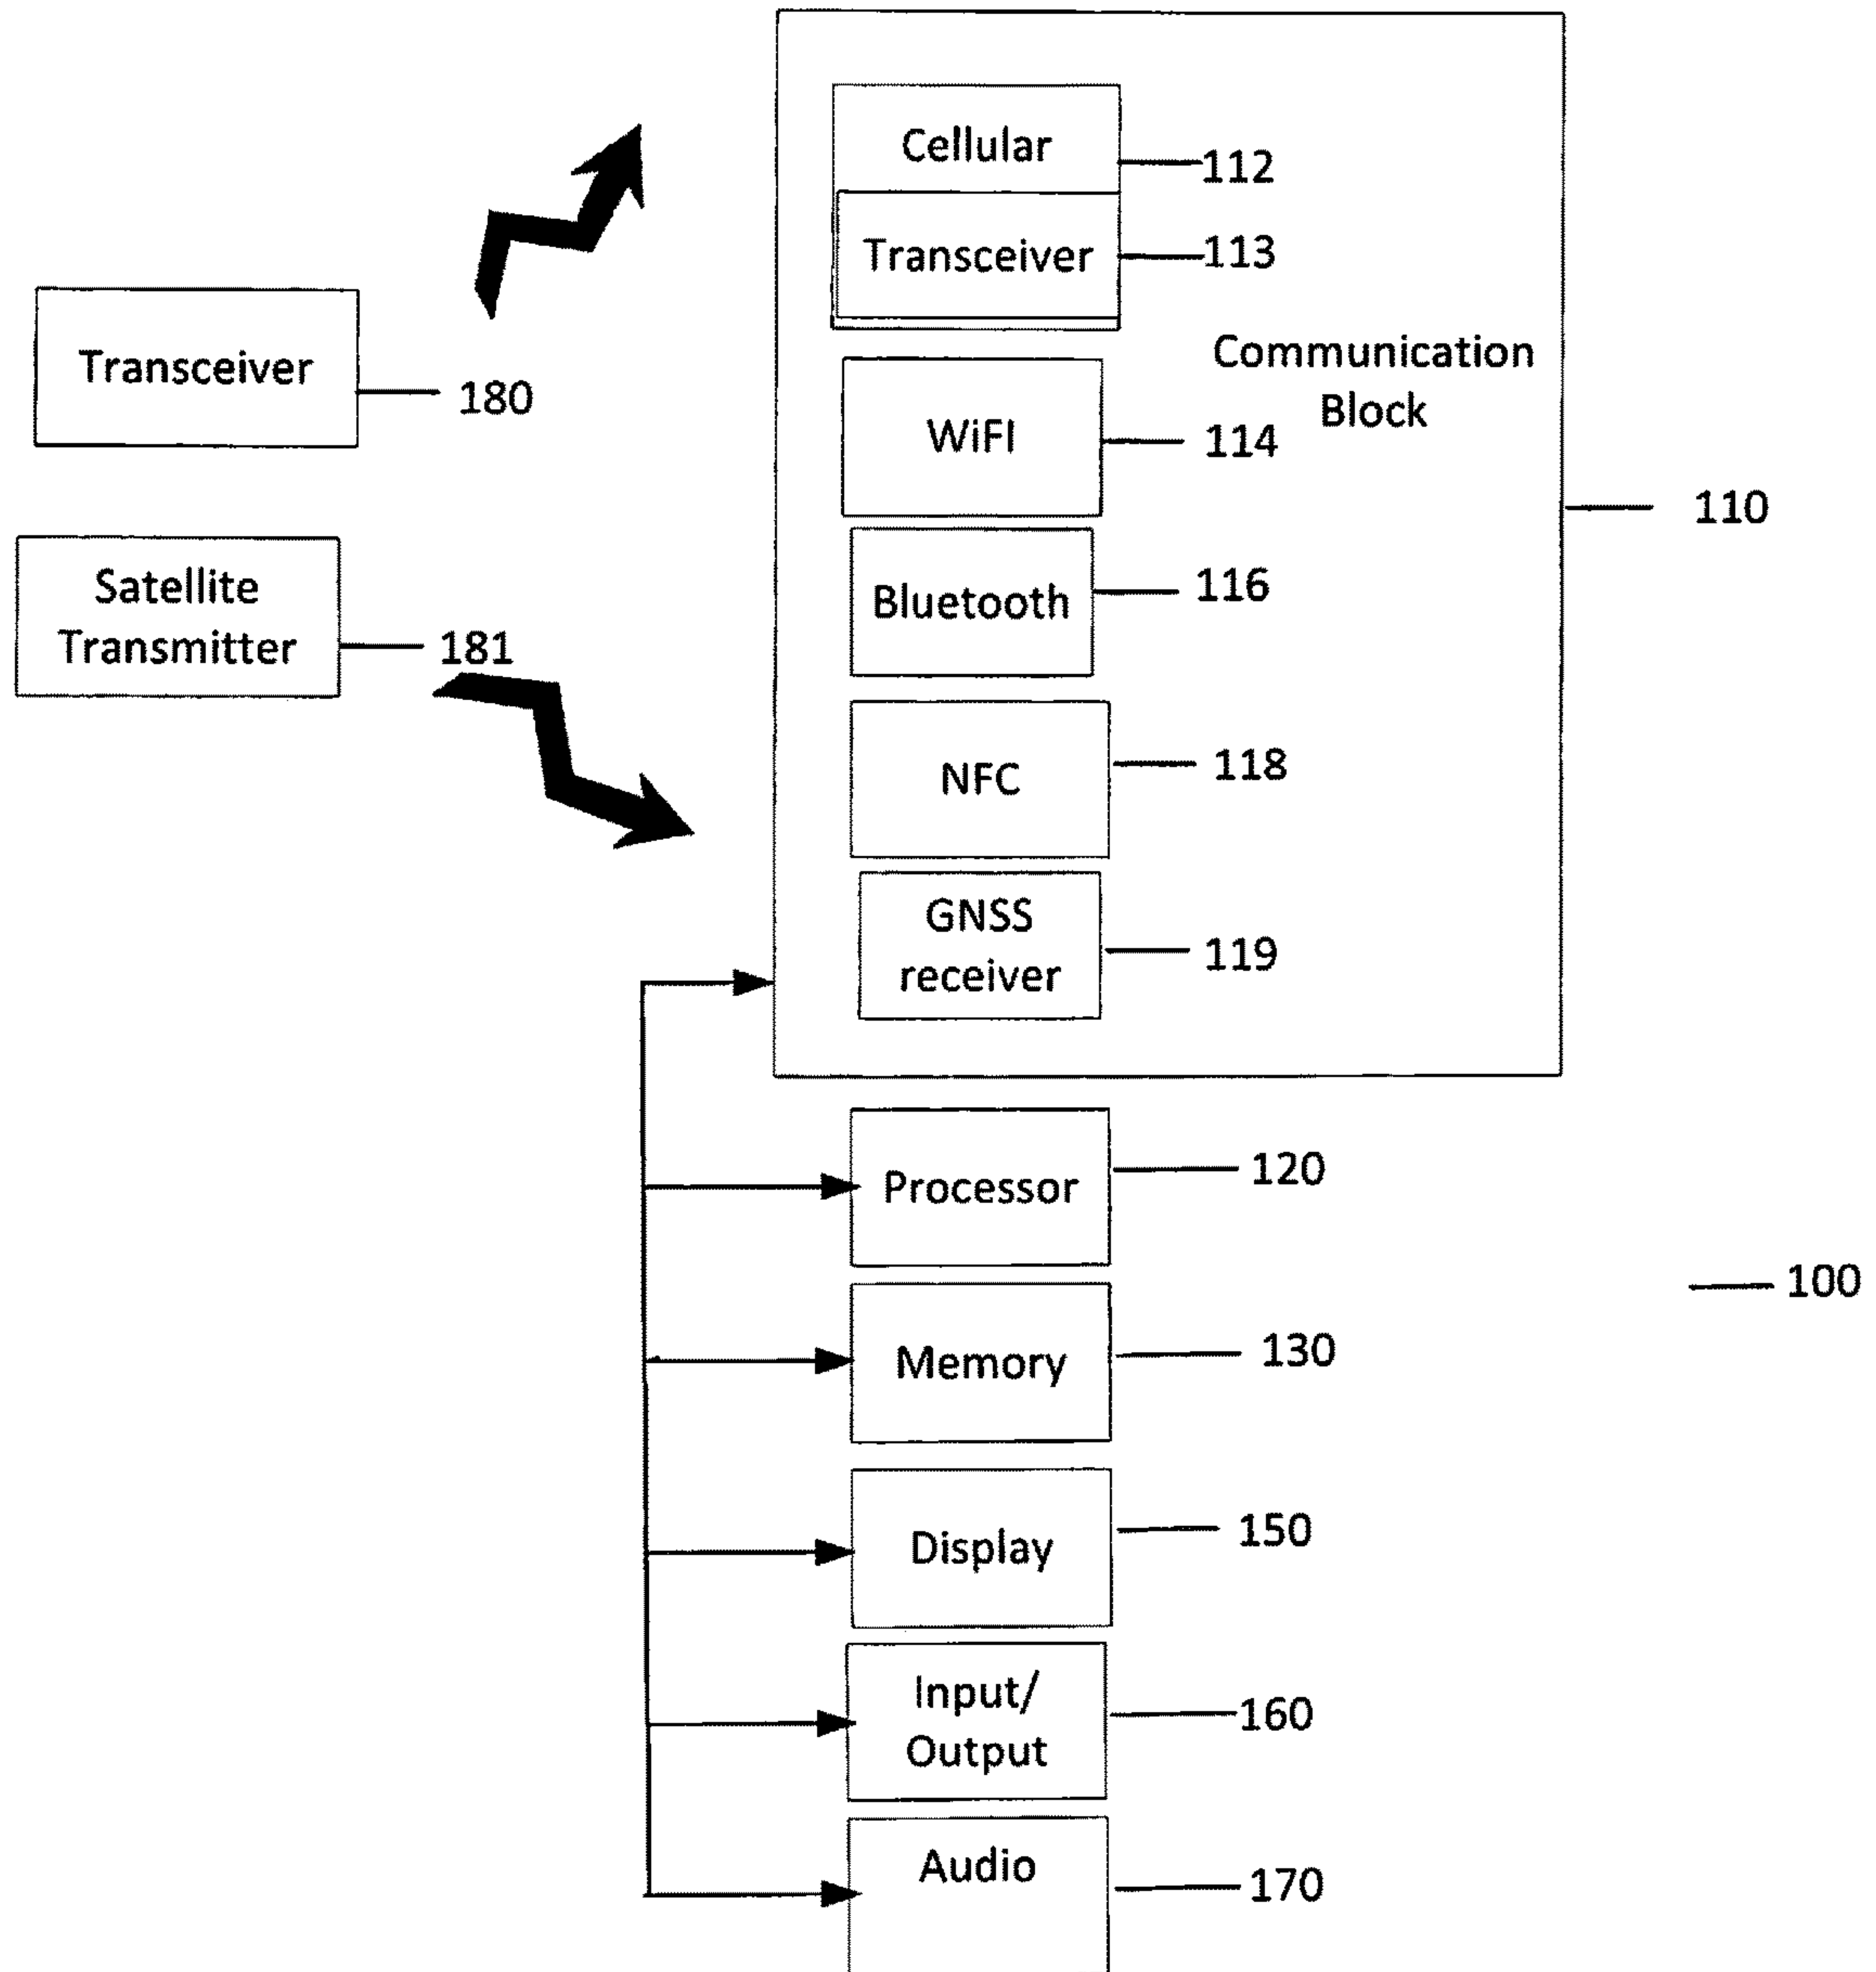 Cellular
112
Transceiver
113
Transceiver
180
Communication
Block
WiFI
114
110
Satellite
Transmitter
181
Bluetooth
116
NFC
118
GNSS
receiver
119
Processor
120
100
Memory
130
Display
150
Input/
Output
160
Audio
170